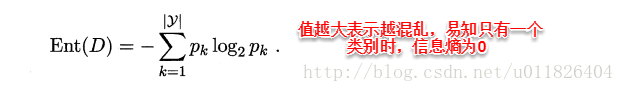 Ent(D) = − ∑_{k=1}^{|𝒴|} p_k log_2 p_k .
值越大表示越混乱，易知只有一个
类别时，信息熵为0
http://blog.csdn.net/u011826404